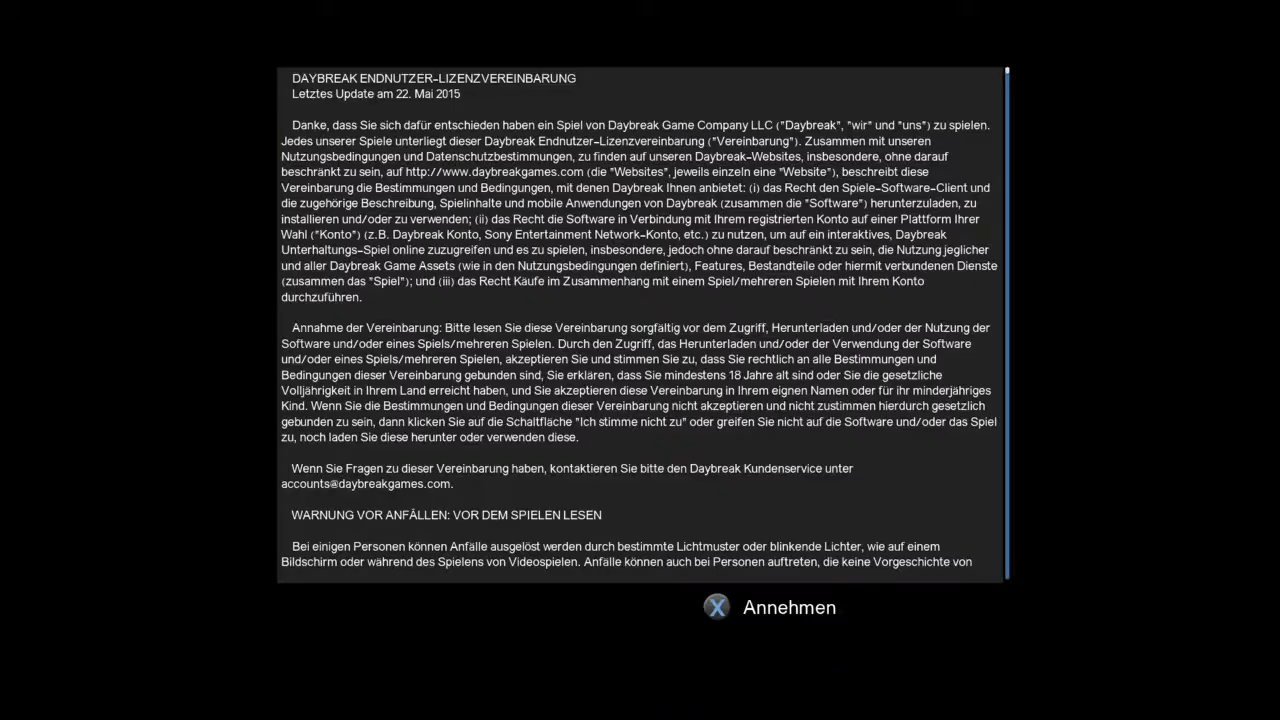 DAYBREAK ENDNUTZER-LIZENZVEREINBARUNG
Letztes Update am 22. Mai 2015
Danke, dass Sie sich dafür entschieden haben ein Spiel von Daybreak Game Company LLC ("Daybreak", "wir" und "uns") zu spielen.
Jedes unserer Spiele unterliegt dieser Daybreak Endnutzer-Lizenzvereinbarung ("Vereinbarung"). Zusammen mit unseren
Nutzungsbedingungen und Datenschutzbestimmungen, zu finden auf unseren Daybreak-Websites, insbesondere, ohne darauf
beschränkt zu sein, auf http://www.daybreakgames.com (die "Websites", jeweils einzeln eine "Website"), beschreibt diese
Vereinbarung die Bestimmungen und Bedingungen, mit denen Daybreak Ihnen anbietet: (i) das Recht den Spiele-Software-Client und
die zugehörige Beschreibung, Spielinhalte und mobile Anwendungen von Daybreak (zusammen die "Software") herunterzuladen, zu
installieren und/oder zu verwenden; (ii) das Recht die Software in Verbindung mit Ihrem registrierten Konto auf einer Plattform Ihrer
Wahl ("Konto") (z.B. Daybreak Konto, Sony Entertainment Network-Konto, etc.) zu nutzen, um auf ein interaktives, Daybreak
Unterhaltungs-Spiel online zuzugreifen und es zu spielen, insbesondere, jedoch ohne darauf beschränkt zu sein, die Nutzung jeglicher
und aller Daybreak Game Assets (wie in den Nutzungsbedingungen definiert), Features, Bestandteile oder hiermit verbundenen Dienste
(zusammen das "Spiel"); und (iii) das Recht Käufe im Zusammenhang mit einem Spiel/mehreren Spielen mit Ihrem Konto
durchzuführen.
Annahme der Vereinbarung: Bitte lesen Sie diese Vereinbarung sorgfältig vor dem Zugriff, Herunterladen und/oder der Nutzung der
Software und/oder eines Spiels/mehreren Spielen. Durch den Zugriff, das Herunterladen und/oder der Verwendung der Software
und/oder eines Spiels/mehreren Spielen, akzeptieren Sie und stimmen Sie zu, dass Sie rechtlich an alle Bestimmungen und
Bedingungen dieser Vereinbarung gebunden sind, Sie erklären, dass Sie mindestens 18 Jahre alt sind oder Sie die gesetzliche
Volljährigkeit in Ihrem Land erreicht haben, und Sie akzeptieren diese Vereinbarung in Ihrem eignen Namen oder für ihr minderjähriges
Kind. Wenn Sie die Bestimmungen und Bedingungen dieser Vereinbarung nicht akzeptieren und nicht zustimmen hierdurch gesetzlich
gebunden zu sein, dann klicken Sie auf die Schaltfläche "Ich stimme nicht zu" oder greifen Sie nicht auf die Software und/oder das Spiel
zu, noch laden Sie diese herunter oder verwenden diese.
Wenn Sie Fragen zu dieser Vereinbarung haben, kontaktieren Sie bitte den Daybreak Kundenservice unter
accounts@daybreakgames.com.
WARNUNG VOR ANFÄLLEN: VOR DEM SPIELEN LESEN
Bei einigen Personen können Anfälle ausgelöst werden durch bestimmte Lichtmuster oder blinkende Lichter, wie auf einem
Bildschirm oder während des Spielens von Videospielen. Anfälle können auch bei Personen auftreten, die keine Vorgeschichte von
X Annehmen